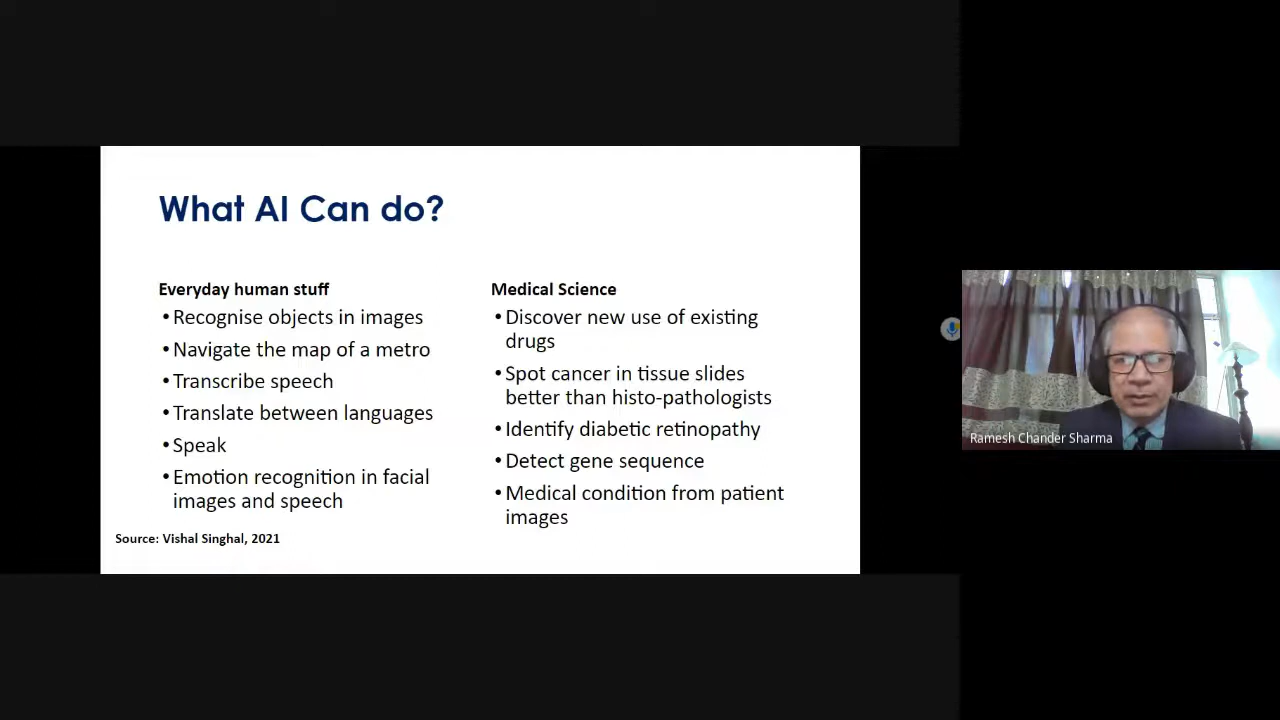 What AI Can do?
Everyday human stuff
•Recognise objects in images
•Navigate the map of a metro
•Transcribe speech
•Translate between languages
•Speak
•Emotion recognition in facial
images and speech
Source: Vishal Singhal, 2021
Medical Science
•Discover new use of existing
drugs
•Spot cancer in tissue slides
better than histo-pathologists
•Identify diabetic retinopathy
•Detect gene sequence
•Medical condition from patient
images
Ramesh Chander Sharma